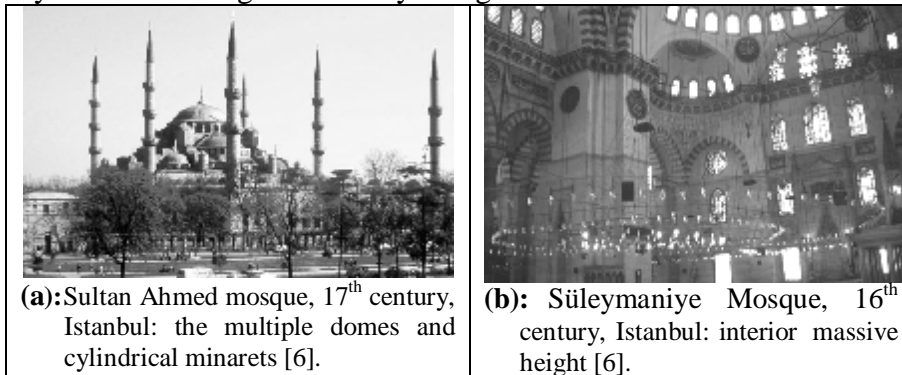 (a): Sultan Ahmed mosque, 17th century,
Istanbul: the multiple domes and
cylindrical minarets [6].
(b): Süleymaniye Mosque, 16th
century, Istanbul: interior massive
height [6].